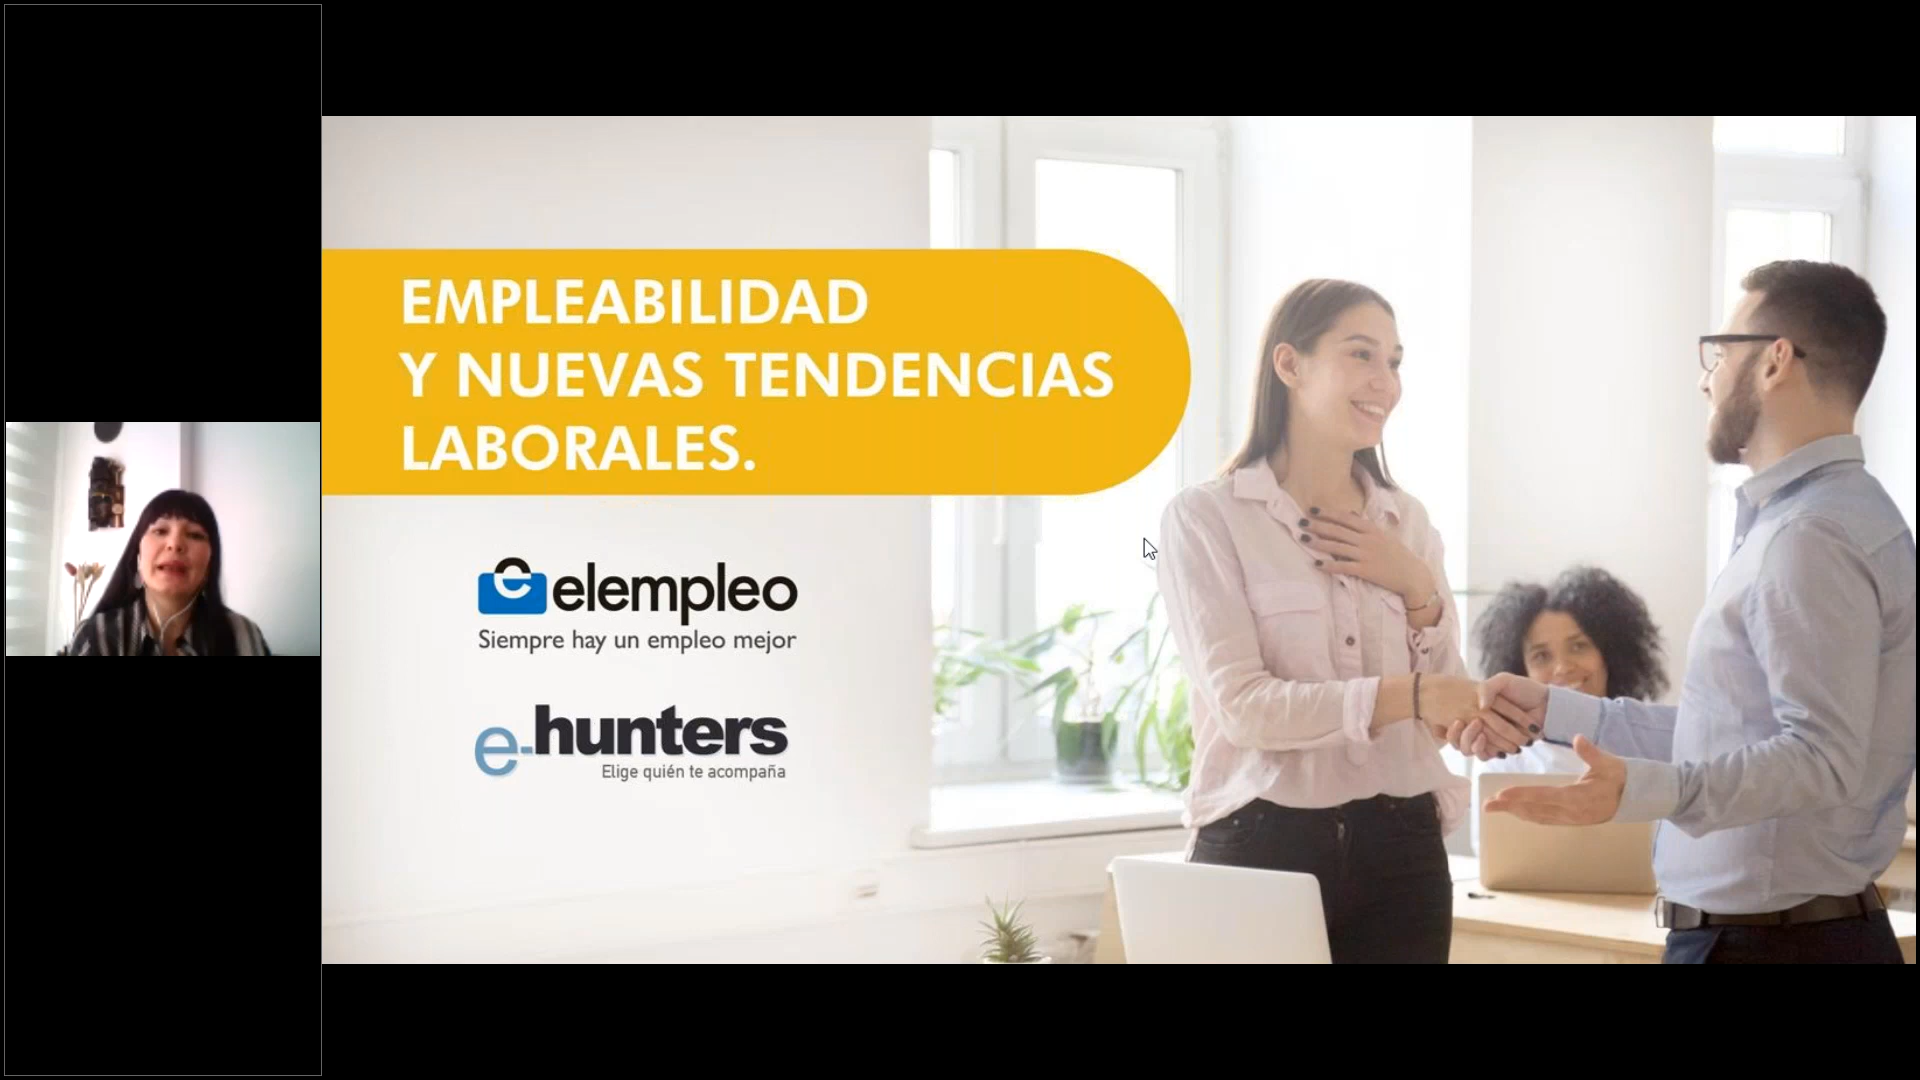 EMPLEABILIDAD
Y NUEVAS TENDENCIAS
LABORALES.
elempleo
Siempre hay un empleo mejor
e-hunters
Elige quién te acompaña